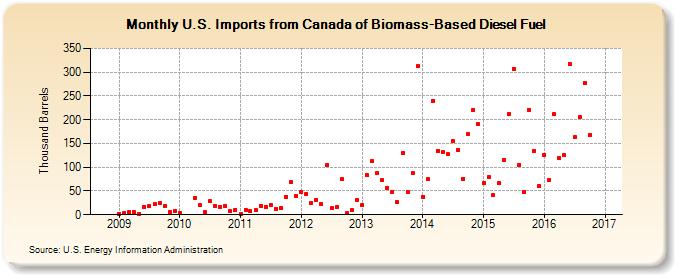 Monthly U.S. Imports from Canada of Biomass-Based Diesel Fuel
Thousand Barrels
350
300
250
200
150
100
50
0
2009 2010 2011 2012 2013 2014 2015 2016 2017
Source: U.S. Energy Information Administration